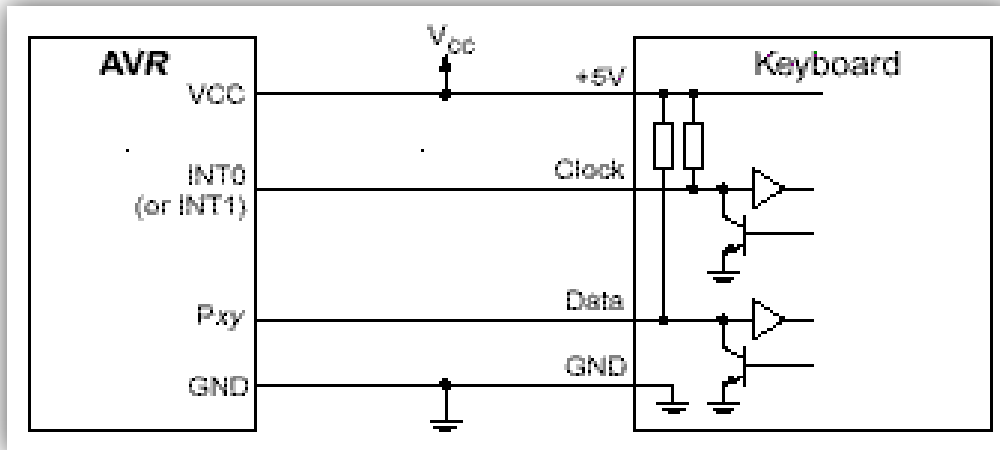 AVR
VCC
INT0
(or INT1)
Pxy
GND
VCC
+5V
Clock
Data
GND
Keyboard